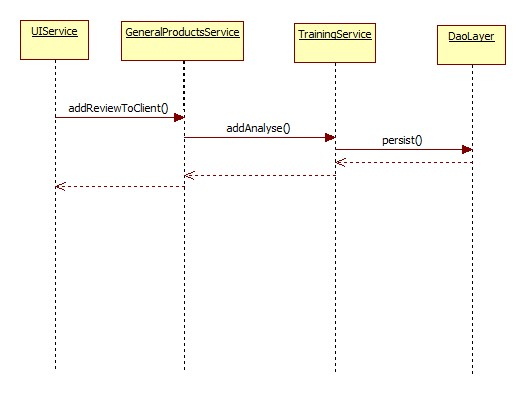 UIService
GeneralProductsService
TrainingService
DaoLayer
addReviewToClient()
addAnalyse()
persist()